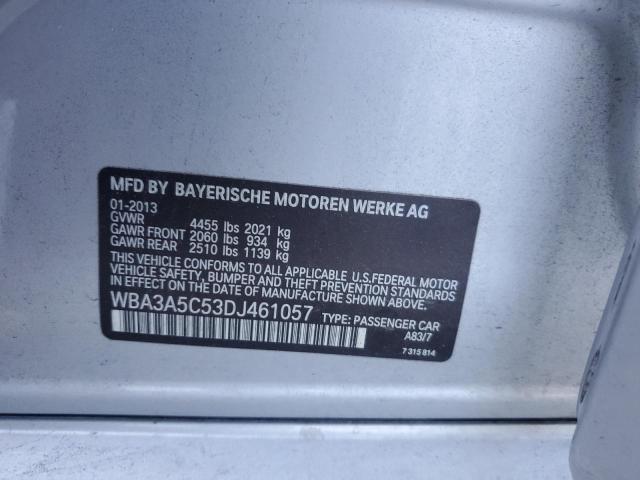 MFD BY BAYERISCHE MOTOREN WERKE AG
01-2013
GVWR 4455 lbs 2021 kg
GAWR FRONT 2060 lbs 934 kg
GAWR REAR 2510 lbs 1139 kg
THIS VEHICLE CONFORMS TO ALL APPLICABLE U.S.FEDERAL MOTOR
VEHICLE SAFETY, BUMPER AND THEFT PREVENTION STANDARDS
IN EFFECT ON THE DATE OF MANUFACTURE SHOWN ABOVE.
WBA3A5C53DJ461057 TYPE: PASSENGER CAR
A83/7
7 315 814